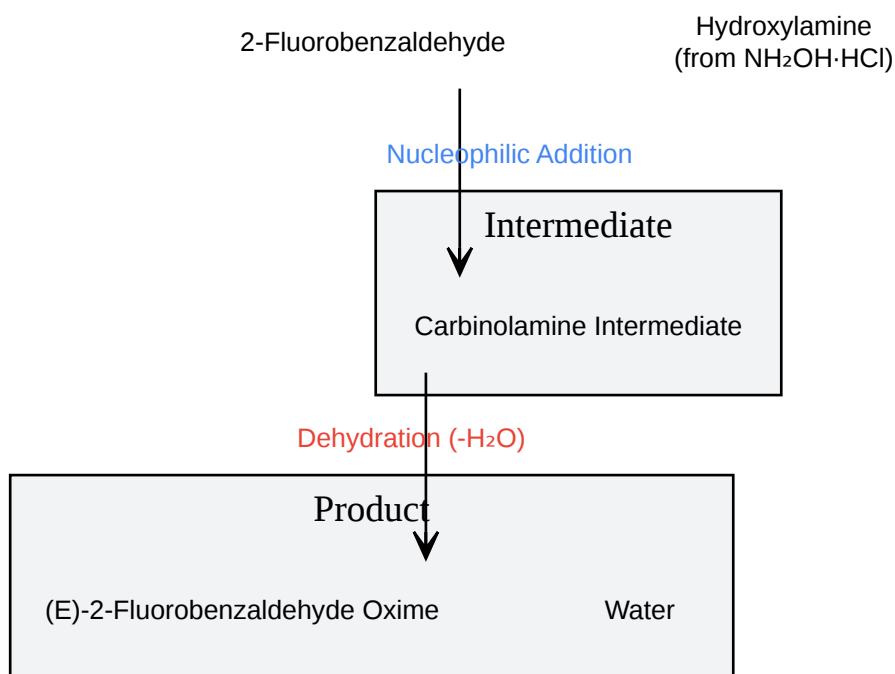 2-Fluorobenzaldehyde
Hydroxylamine
(from NH₂OH·HCl)
Nucleophilic Addition
Intermediate
Carbinolamine Intermediate
Dehydration (-H₂O)
Product
(E)-2-Fluorobenzaldehyde Oxime
Water